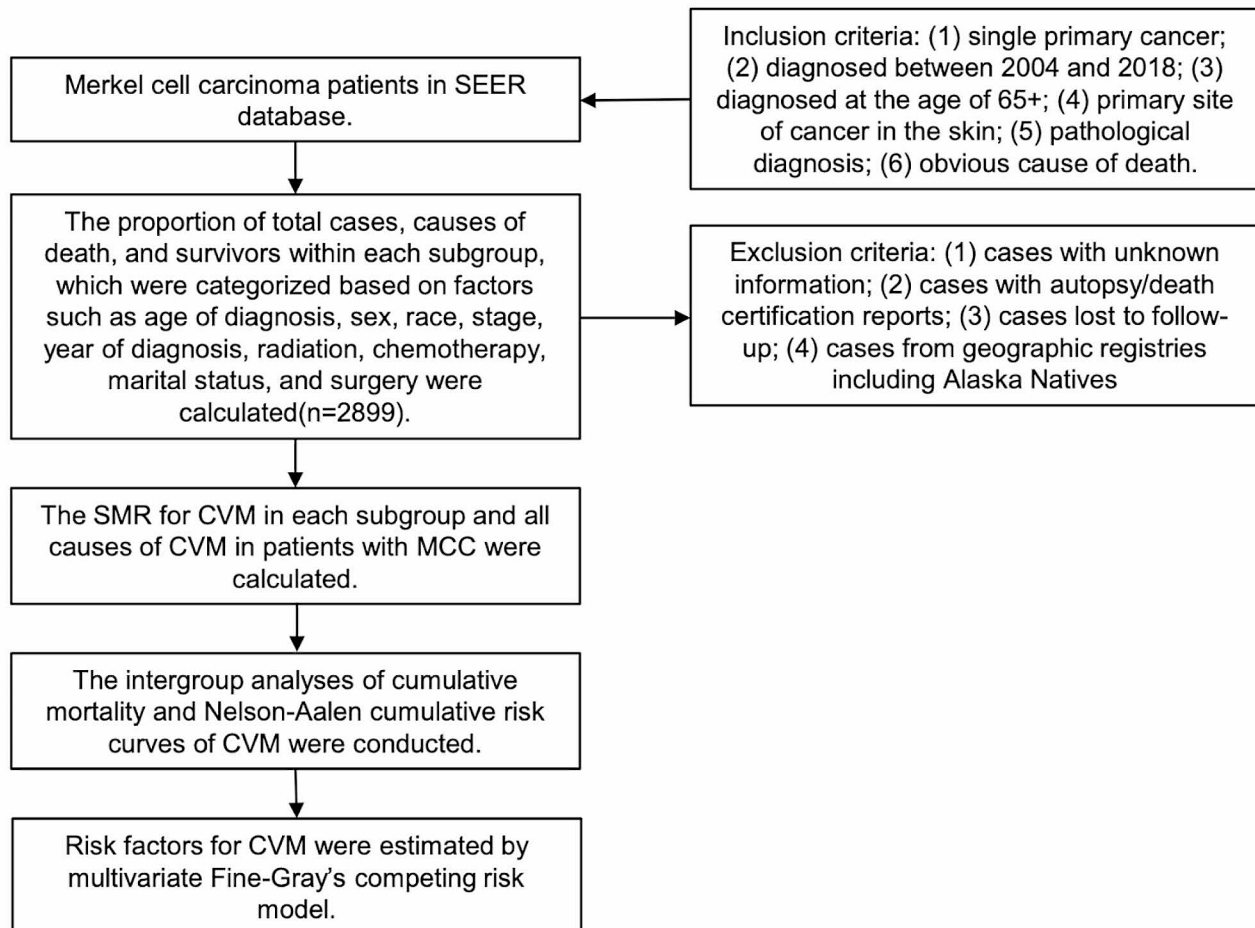 Merkel cell carcinoma patients in SEER
database.
Inclusion criteria: (1) single primary cancer;
(2) diagnosed between 2004 and 2018; (3)
diagnosed at the age of 65+; (4) primary site
of cancer in the skin; (5) pathological
diagnosis; (6) obvious cause of death.
The proportion of total cases, causes of
death, and survivors within each subgroup,
which were categorized based on factors
such as age of diagnosis, sex, race, stage,
year of diagnosis, radiation, chemotherapy,
marital status, and surgery were
calculated(n=2899).
Exclusion criteria: (1) cases with unknown
information; (2) cases with autopsy/death
certification reports; (3) cases lost to follow-
up; (4) cases from geographic registries
including Alaska Natives
The SMR for CVM in each subgroup and all
causes of CVM in patients with MCC were
calculated.
The intergroup analyses of cumulative
mortality and Nelson-Aalen cumulative risk
curves of CVM were conducted.
Risk factors for CVM were estimated by
multivariate Fine-Gray's competing risk
model.